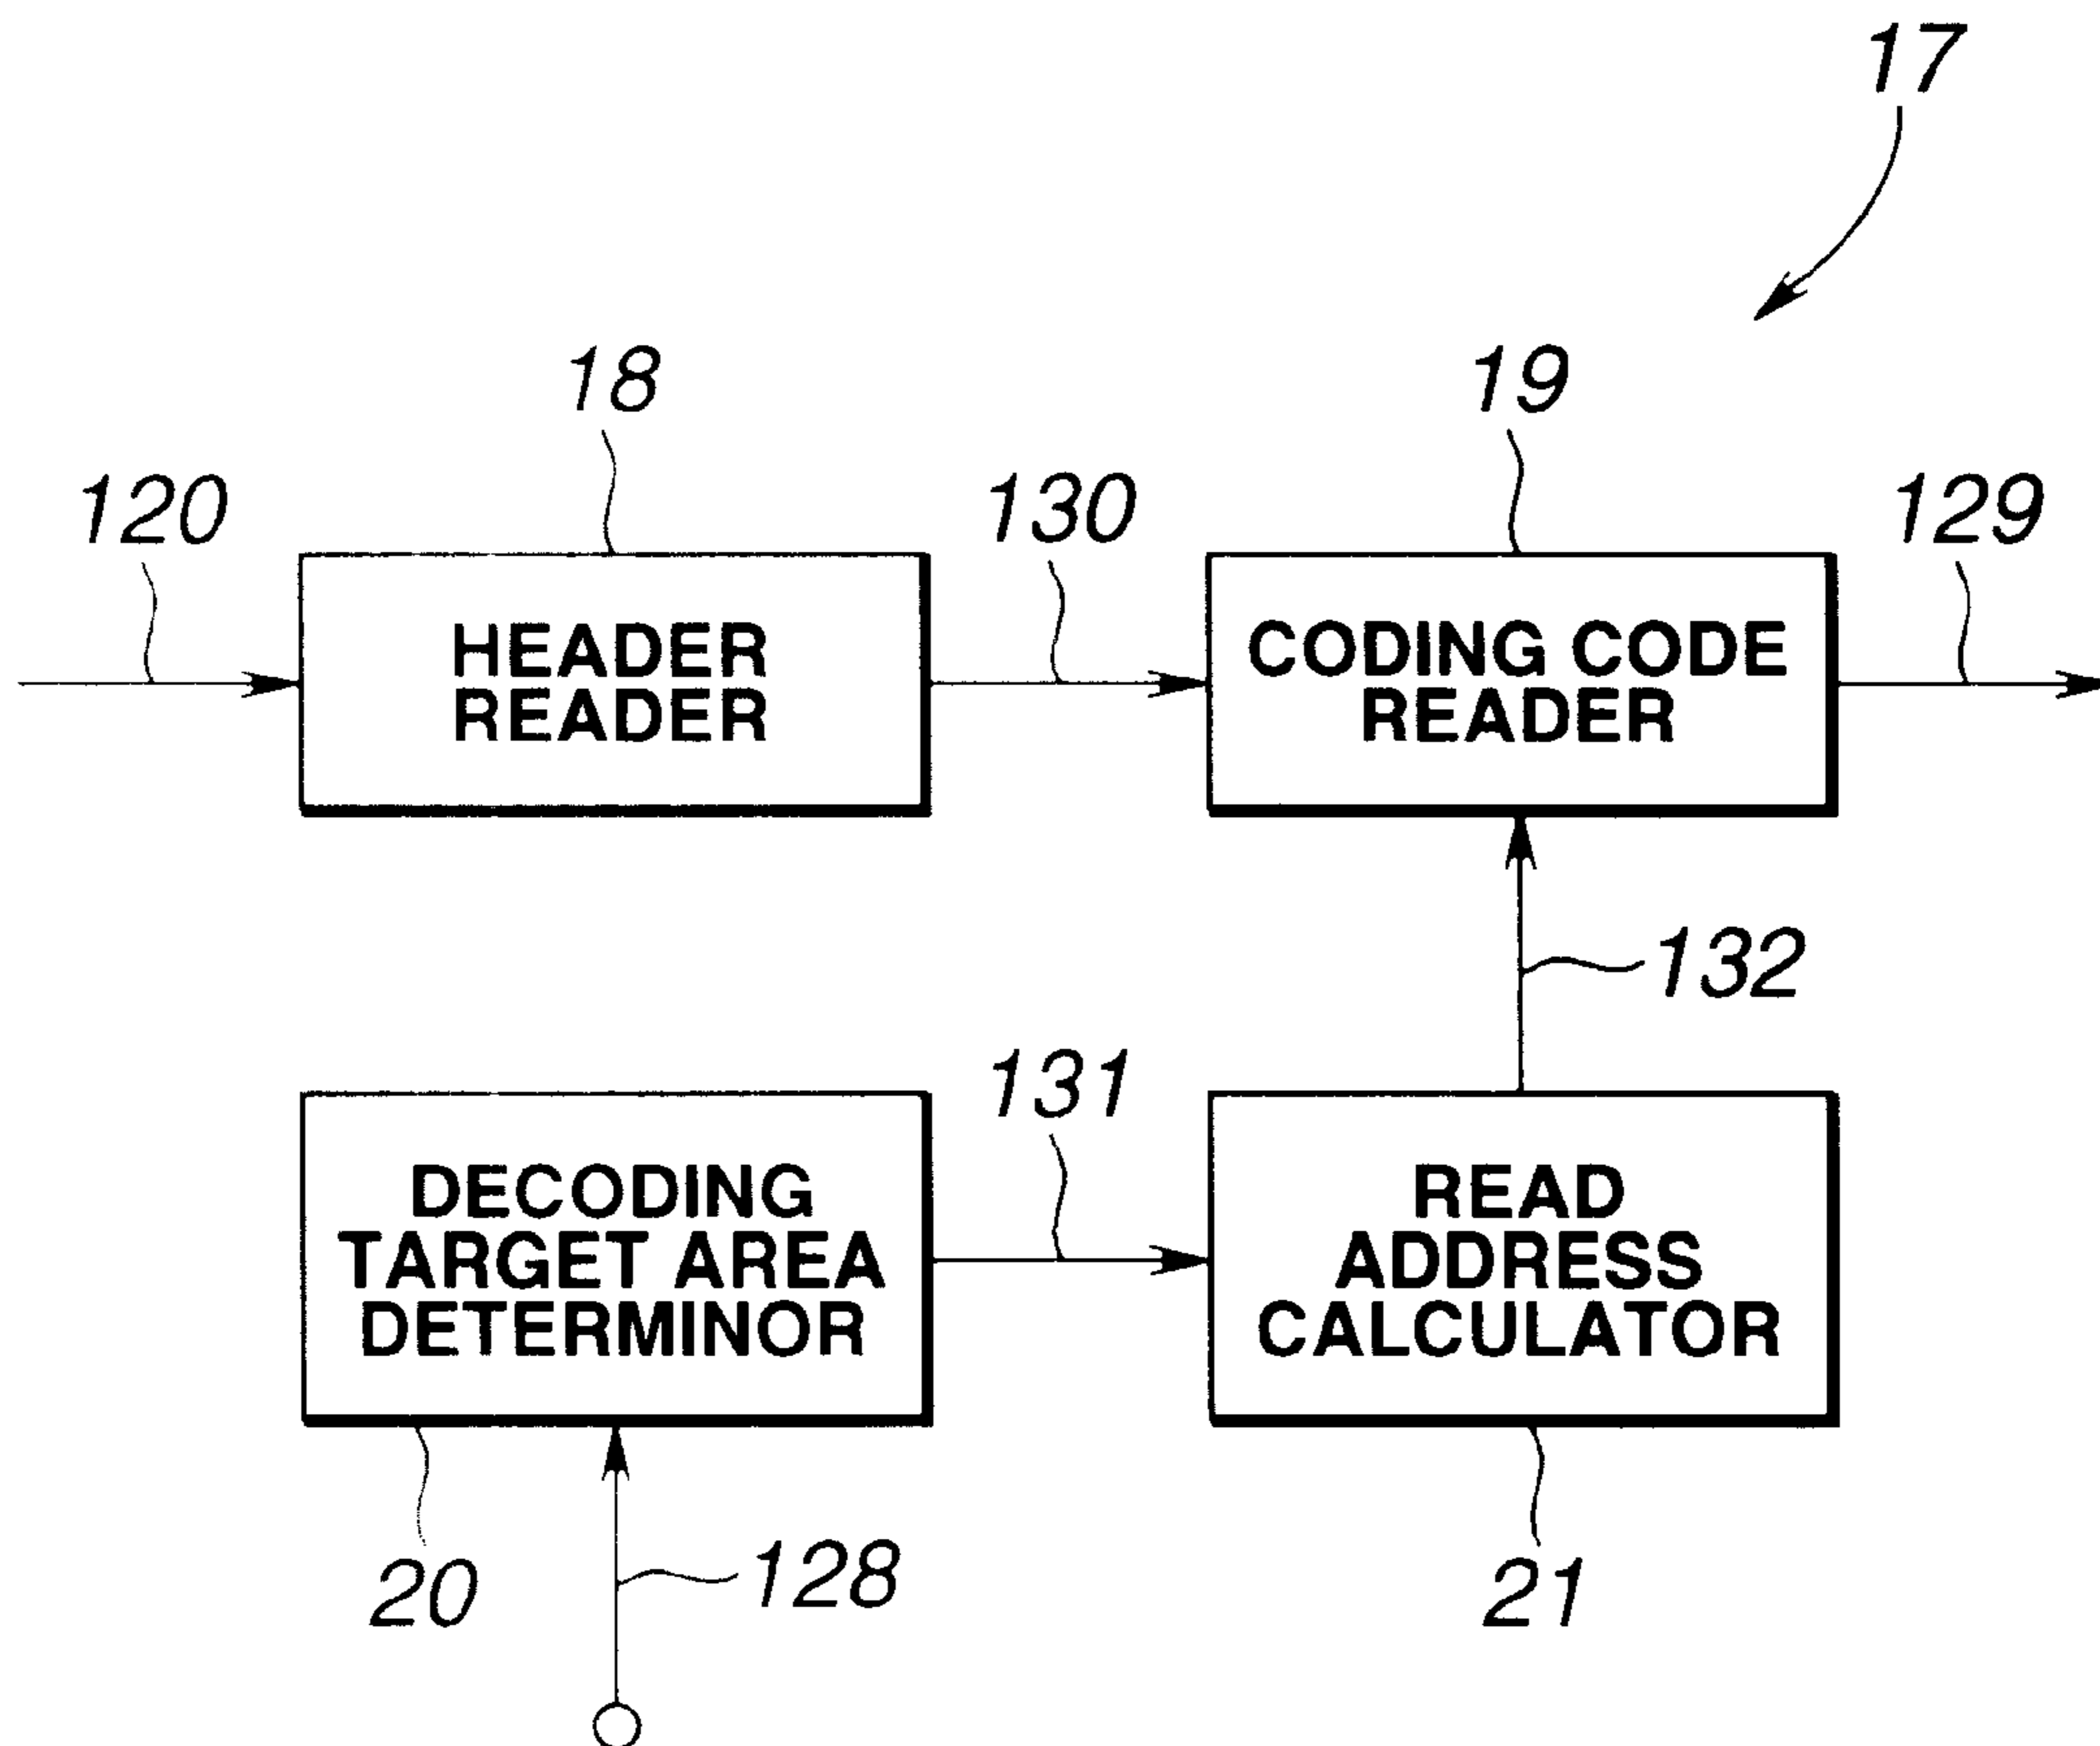 17
18
19
120
130
129
HEADER
READER
CODING CODE
READER
132
131
DECODING
TARGET AREA
DETERMINOR
READ
ADDRESS
CALCULATOR
20
128
21